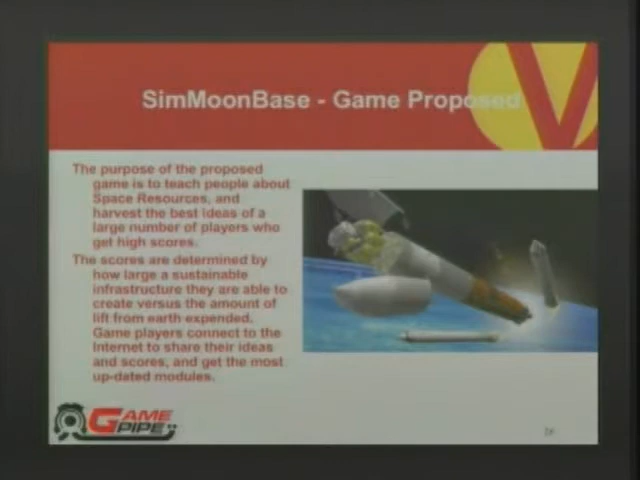 SimMoonBase - Game Proposed
The purpose of the proposed
game is to teach people about
Space Resources, and
harvest the best ideas of a
large number of players who
get high scores.
The scores are determined by
how large a sustainable
infrastructure they are able to
create versus the amount of
lift from earth expended.
Game players connect to the
Internet to share their ideas
and scores, and get the most
up-dated modules.
GAME
PIPE